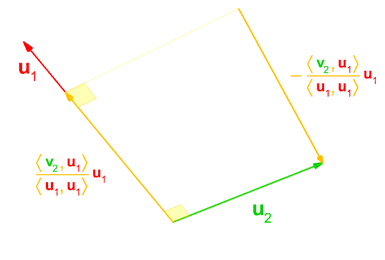 u₁
− ⟨v₂, u₁⟩ / ⟨u₁, u₁⟩ u₁
⟨v₂, u₁⟩ / ⟨u₁, u₁⟩ u₁
u₂